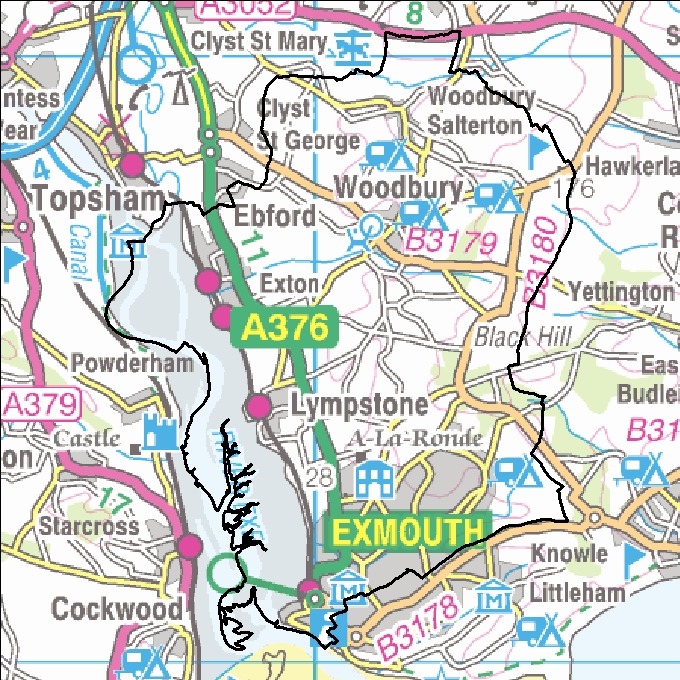 A3052
8
Clyst St Mary
ntess
Wear
4
Clyst
St George
Woodbury
Salterton
Hawkerla
176
Topsham
Woodbury
Ebford
Canal
11
B3179
B3180
Exton
Yettington
A376
Black Hill
Powderham
A379
Lympstone
Castle
A-La-Ronde
28
on
17
EXMOUTH
Starcross
Knowle
Littleham
Cockwood
B3178
Budlei
Eas
B31
C
R
S